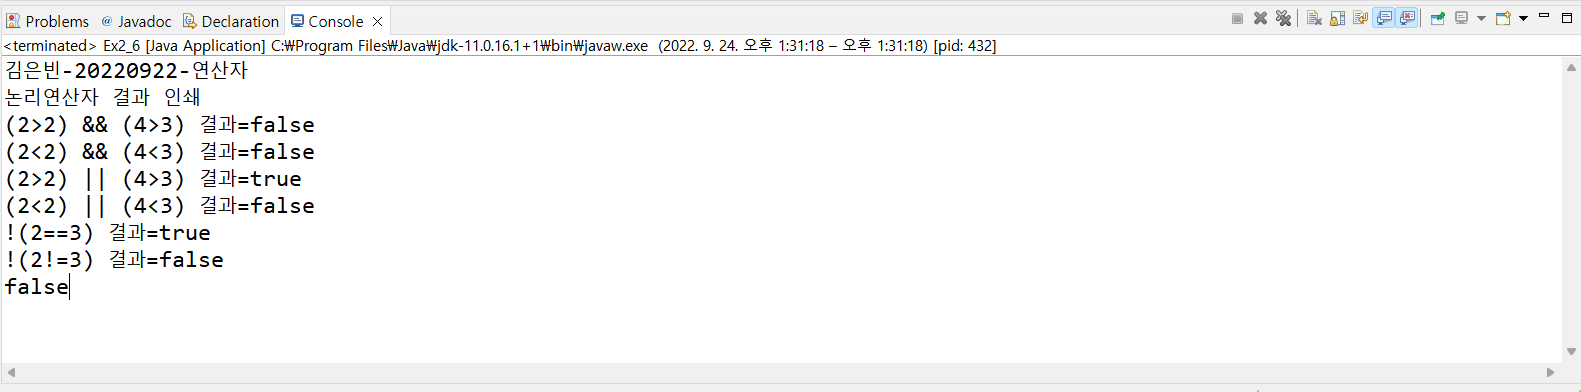 Problems @ Javadoc Declaration Console
<terminated> Ex2_6 [Java Application] C:₩Program Files₩Java₩jdk-11.0.16.1+1₩bin₩javaw.exe (2022. 9. 24. 오후 1:31:18 – 오후 1:31:18) [pid: 432]
김은빈-20220922-연산자
논리연산자 결과 인쇄
(2>2) && (4>3) 결과=false
(2<2) && (4<3) 결과=false
(2>2) || (4>3) 결과=true
(2<2) || (4<3) 결과=false
!(2==3) 결과=true
!(2!=3) 결과=false
false